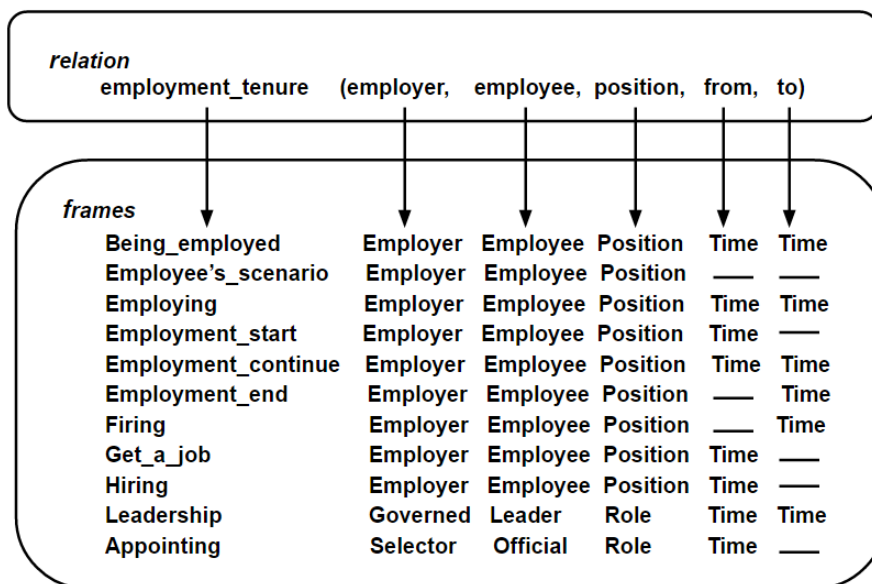 relation
employment_tenure (employer, employee, position, from, to)
frames
Being_employed Employer Employee Position Time Time
Employee’s_scenario Employer Employee Position — —
Employing Employer Employee Position Time Time
Employment_start Employer Employee Position Time —
Employment_continue Employer Employee Position Time Time
Employment_end Employer Employee Position — Time
Firing Employer Employee Position — Time
Get_a_job Employer Employee Position Time —
Hiring Employer Employee Position Time —
Leadership Governed Leader Role Time Time
Appointing Selector Official Role Time —